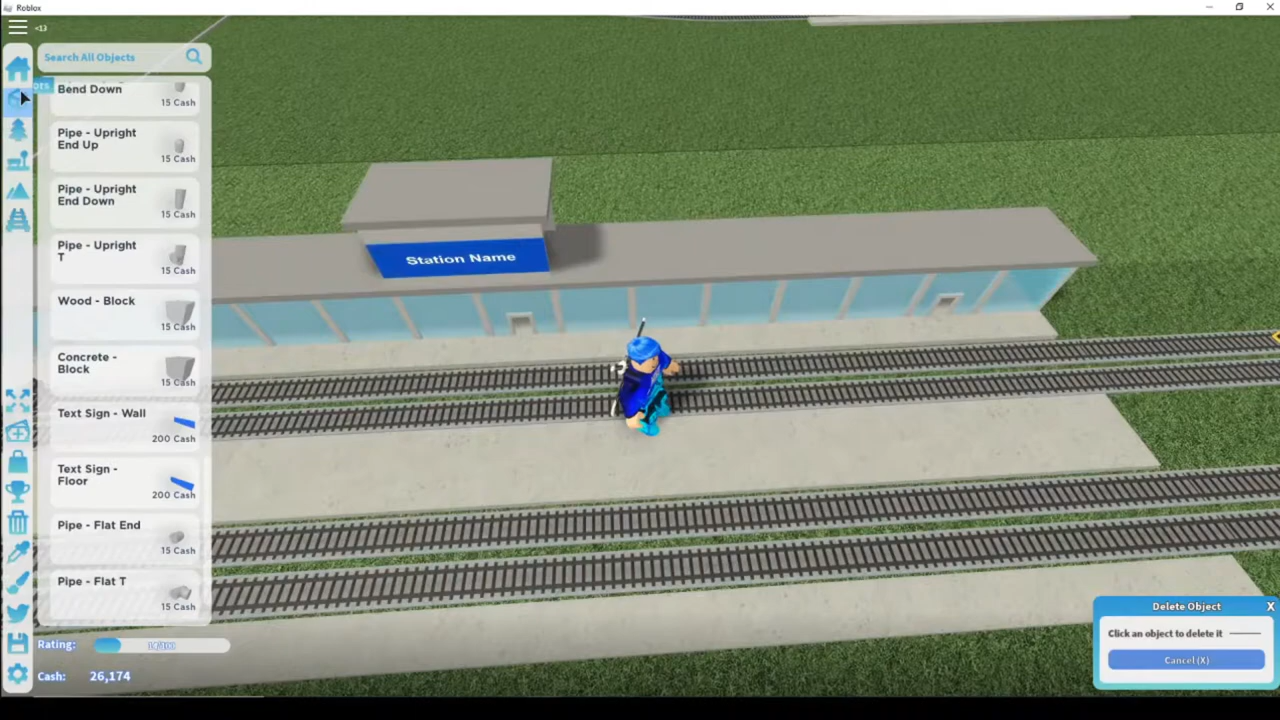 Roblox
<13
Search All Objects
ots
Bend Down
15 Cash
Pipe - Upright
End Up
15 Cash
Pipe - Upright
End Down
15 Cash
Pipe - Upright
T
15 Cash
Wood - Block
15 Cash
Concrete -
Block
15 Cash
Text Sign - Wall
200 Cash
Text Sign -
Floor
200 Cash
Pipe - Flat End
15 Cash
Pipe - Flat T
15 Cash
Rating:
Cash: 26,174
Station Name
Delete Object X
Click an object to delete it
Cancel (X)